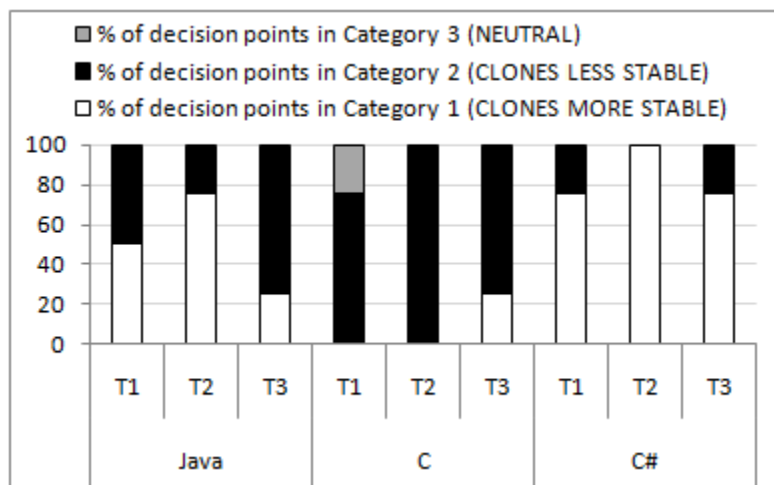 % of decision points in Category 3 (NEUTRAL)
% of decision points in Category 2 (CLONES LESS STABLE)
% of decision points in Category 1 (CLONES MORE STABLE)
100
80
60
40
20
0
T1 T2 T3 T1 T2 T3 T1 T2 T3
Java C C#